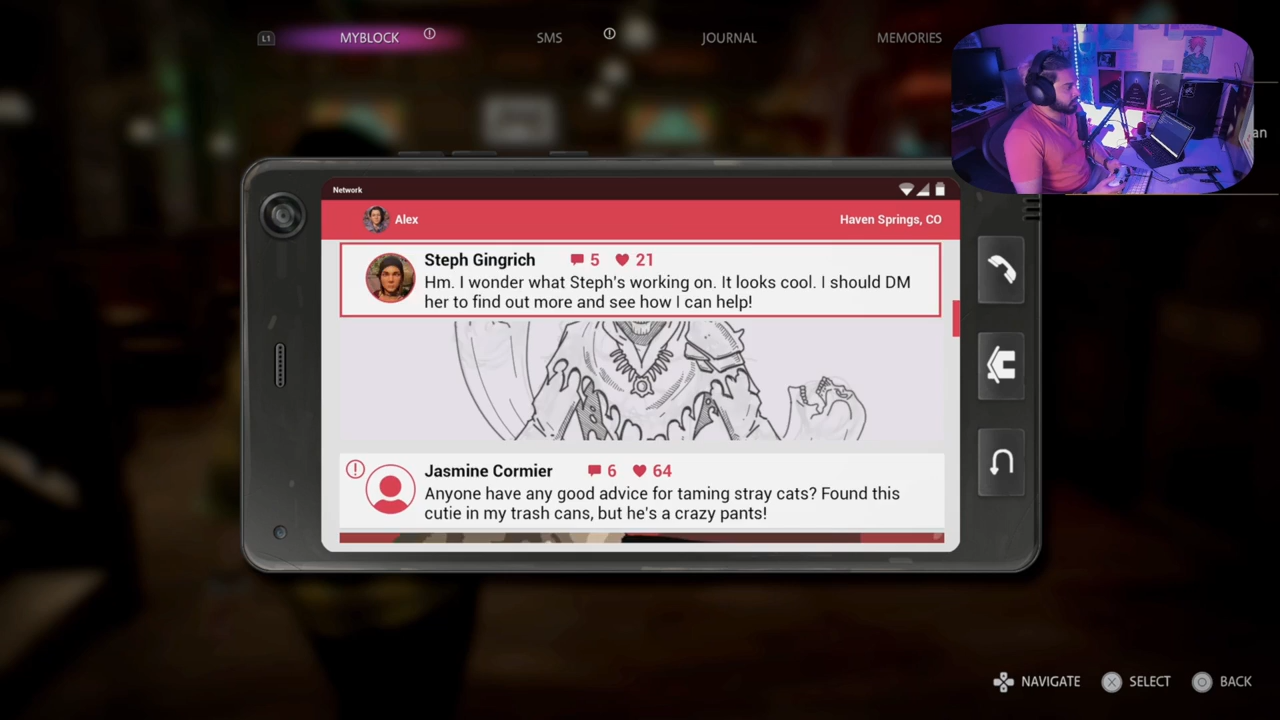 L1 MYBLOCK SMS JOURNAL MEMORIES
an
Network
Alex Haven Springs, CO
Steph Gingrich 5 21
Hm. I wonder what Steph's working on. It looks cool. I should DM
her to find out more and see how I can help!
Jasmine Cormier 6 64
Anyone have any good advice for taming stray cats? Found this
cutie in my trash cans, but he's a crazy pants!
NAVIGATE SELECT BACK